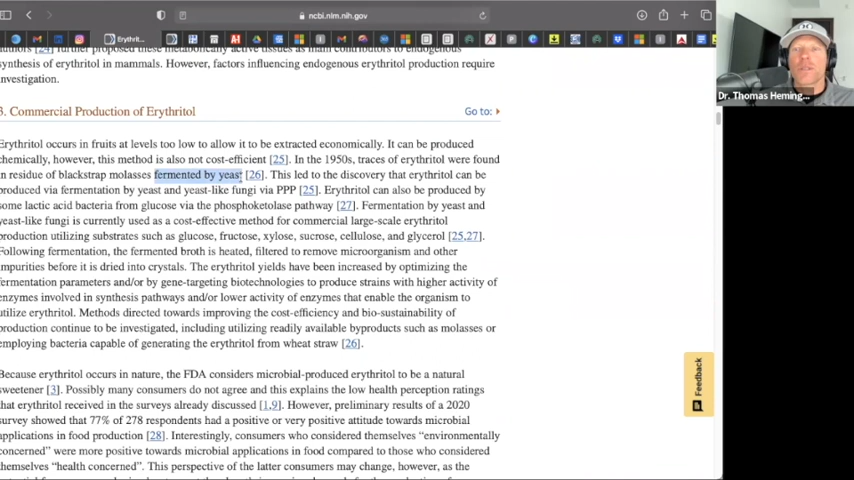 ncbi.nlm.nih.gov
Erythrit...
authors [24] further proposed these metabolically active tissues as main contributors to endogenous
synthesis of erythritol in mammals. However, factors influencing endogenous erythritol production require
investigation.
3. Commercial Production of Erythritol
Go to:
Erythritol occurs in fruits at levels too low to allow it to be extracted economically. It can be produced
chemically, however, this method is also not cost-efficient [25]. In the 1950s, traces of erythritol were found
in residue of blackstrap molasses fermented by yeast [26]. This led to the discovery that erythritol can be
produced via fermentation by yeast and yeast-like fungi via PPP [25]. Erythritol can also be produced by
some lactic acid bacteria from glucose via the phosphoketolase pathway [27]. Fermentation by yeast and
yeast-like fungi is currently used as a cost-effective method for commercial large-scale erythritol
production utilizing substrates such as glucose, fructose, xylose, sucrose, cellulose, and glycerol [25,27].
Following fermentation, the fermented broth is heated, filtered to remove microorganism and other
impurities before it is dried into crystals. The erythritol yields have been increased by optimizing the
fermentation parameters and/or by gene-targeting biotechnologies to produce strains with higher activity of
enzymes involved in synthesis pathways and/or lower activity of enzymes that enable the organism to
utilize erythritol. Methods directed towards improving the cost-efficiency and bio-sustainability of
production continue to be investigated, including utilizing readily available byproducts such as molasses or
employing bacteria capable of generating the erythritol from wheat straw [26].
Because erythritol occurs in nature, the FDA considers microbial-produced erythritol to be a natural
sweetener [3]. Possibly many consumers do not agree and this explains the low health perception ratings
that erythritol received in the surveys already discussed [1,9]. However, preliminary results of a 2020
survey showed that 77% of 278 respondents had a positive or very positive attitude towards microbial
applications in food production [28]. Interestingly, consumers who considered themselves “environmentally
concerned” were more positive towards microbial applications in food compared to those who considered
themselves “health concerned”. This perspective of the latter consumers may change, however, as the
Feedback
Dr. Thomas Heming...